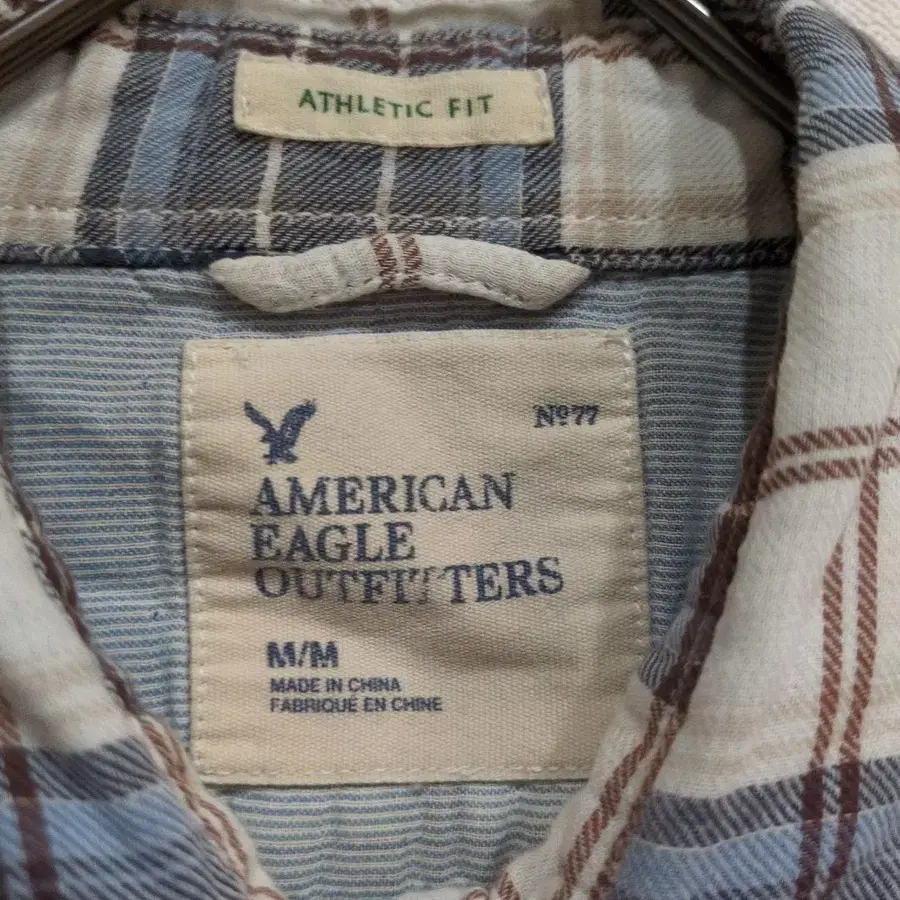 ATHLETIC FIT
Nº77
AMERICAN
EAGLE
OUTFITTERS
M/M
MADE IN CHINA
FABRIQUÉ EN CHINE